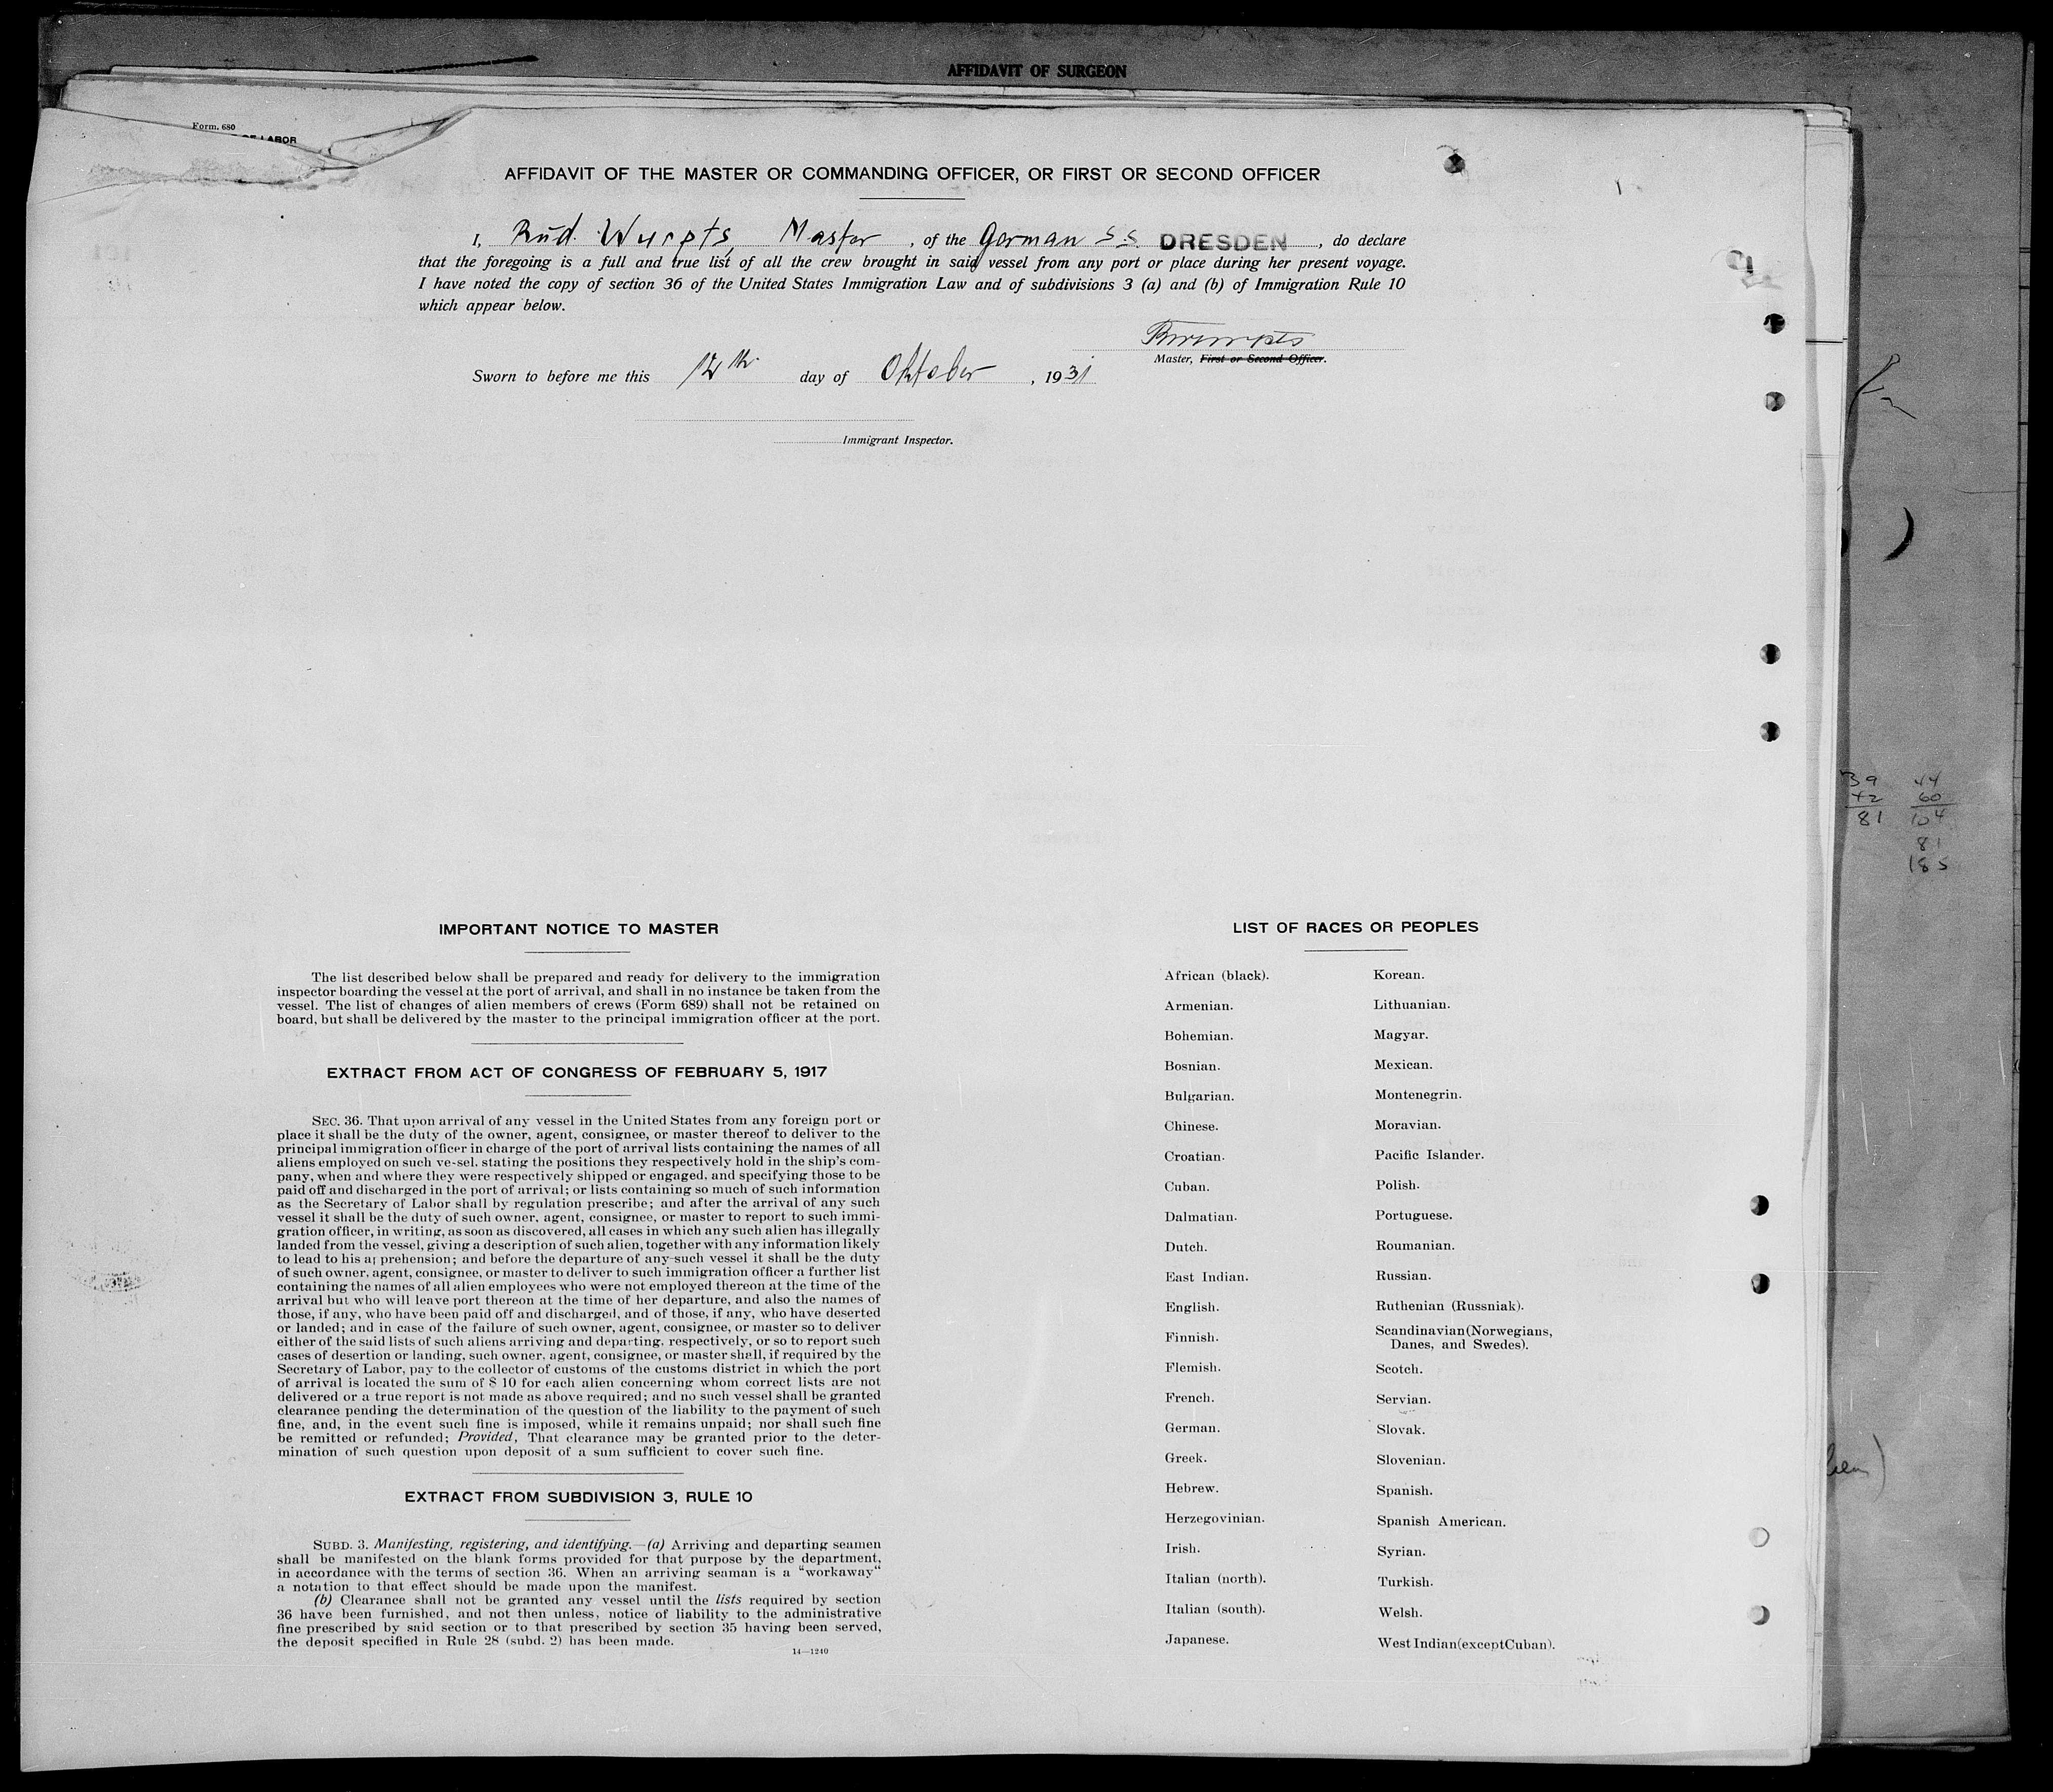 AFFIDAVIT OF SURGEON
Form. 680
OF LABOR
AFFIDAVIT OF THE MASTER OR COMMANDING OFFICER, OR FIRST OR SECOND OFFICER
I, Rud. Wurpts, Master, of the German S.S. DRESDEN, do declare
that the foregoing is a full and true list of all the crew brought in said vessel from any port or place during her present voyage.
I have noted the copy of section 36 of the United States Immigration Law and of subdivisions 3 (a) and (b) of Immigration Rule 10
which appear below.
RWurpts
Master, First or Second Officer.
Sworn to before me this 12th day of Oktober, 1931
Immigrant Inspector.
39 44
42 60
81 104
81
185
IMPORTANT NOTICE TO MASTER
The list described below shall be prepared and ready for delivery to the immigration
inspector boarding the vessel at the port of arrival, and shall in no instance be taken from the
vessel. The list of changes of alien members of crews (Form 689) shall not be retained on
board, but shall be delivered by the master to the principal immigration officer at the port.
EXTRACT FROM ACT OF CONGRESS OF FEBRUARY 5, 1917
SEC. 36. That upon arrival of any vessel in the United States from any foreign port or
place it shall be the duty of the owner, agent, consignee, or master thereof to deliver to the
principal immigration officer in charge of the port of arrival lists containing the names of all
aliens employed on such ve-sel. stating the positions they respectively hold in the ship's com-
pany, when and where they were respectively shipped or engaged, and specifying those to be
paid off and discharged in the port of arrival; or lists containing so much of such information
as the Secretary of Labor shall by regulation prescribe; and after the arrival of any such
vessel it shall be the duty of such owner, agent, consignee, or master to report to such immi-
gration officer, in writing, as soon as discovered, all cases in which any such alien has illegally
landed from the vessel, giving a description of such alien, together with any information likely
to lead to his apprehension; and before the departure of any such vessel it shall be the duty
of such owner, agent, consignee, or master to deliver to such immigration officer a further list
containing the names of all alien employees who were not employed thereon at the time of the
arrival but who will leave port thereon at the time of her departure, and also the names of
those, if any, who have been paid off and discharged, and of those, if any, who have deserted
or landed; and in case of the failure of such owner, agent, consignee, or master so to deliver
either of the said lists of such aliens arriving and departing. respectively, or so to report such
cases of desertion or landing, such owner, agent, consignee, or master shall, if required by the
Secretary of Labor, pay to the collector of customs of the customs district in which the port
of arrival is located the sum of $ 10 for each alien concerning whom correct lists are not
delivered or a true report is not made as above required; and no such vessel shall be granted
clearance pending the determination of the question of the liability to the payment of such
fine, and, in the event such fine is imposed, while it remains unpaid; nor shall such fine
be remitted or refunded; Provided, That clearance may be granted prior to the deter-
mination of such question upon deposit of a sum sufficient to cover such fine.
EXTRACT FROM SUBDIVISION 3, RULE 10
SUBD. 3. Manifesting, registering, and identifying.—(a) Arriving and departing seamen
shall be manifested on the blank forms provided for that purpose by the department,
in accordance with the terms of section 36. When an arriving seaman is a "workaway"
a notation to that effect should be made upon the manifest.
(b) Clearance shall not be granted any vessel until the lists required by section
36 have been furnished, and not then unless, notice of liability to the administrative
fine prescribed by said section or to that prescribed by section 35 having been served,
the deposit specified in Rule 28 (subd. 2) has been made.
14—1240
LIST OF RACES OR PEOPLES
African (black).
Armenian.
Bohemian.
Bosnian.
Bulgarian.
Chinese.
Croatian.
Cuban.
Dalmatian.
Dutch.
East Indian.
English.
Finnish.
Flemish.
French.
German.
Greek.
Hebrew.
Herzegovinian.
Irish.
Italian (north).
Italian (south).
Japanese.
Korean.
Lithuanian.
Magyar.
Mexican.
Montenegrin.
Moravian.
Pacific Islander.
Polish.
Portuguese.
Roumanian.
Russian.
Ruthenian (Russniak).
Scandinavian(Norwegians,
Danes, and Swedes).
Scotch.
Servian.
Slovak.
Slovenian.
Spanish.
Spanish American.
Syrian.
Turkish.
Welsh.
West Indian(except Cuban).